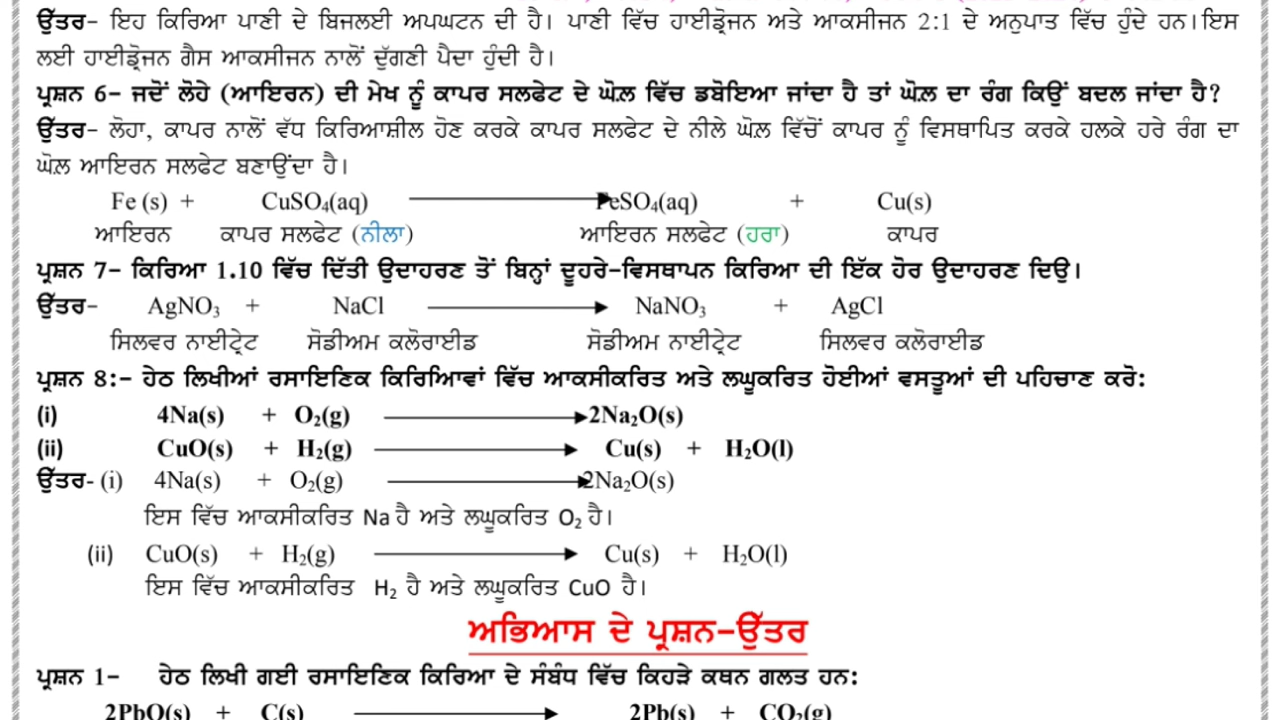 ਉੱਤਰ- ਇਹ ਕਿਰਿਆ ਪਾਣੀ ਦੇ ਬਿਜਲਈ ਅਪਘਟਨ ਦੀ ਹੈ। ਪਾਣੀ ਵਿੱਚ ਹਾਈਡ੍ਰੋਜਨ ਅਤੇ ਆਕਸੀਜਨ 2:1 ਦੇ ਅਨੁਪਾਤ ਵਿੱਚ ਹੁੰਦੇ ਹਨ।ਇਸ
ਲਈ ਹਾਈਡ੍ਰੋਜਨ ਗੈਸ ਆਕਸੀਜਨ ਨਾਲੋਂ ਦੁੱਗਣੀ ਪੈਦਾ ਹੁੰਦੀ ਹੈ।
ਪ੍ਰਸ਼ਨ 6- ਜਦੋਂ ਲੋਹੇ (ਆਇਰਨ) ਦੀ ਮੇਖ ਨੂੰ ਕਾਪਰ ਸਲਫੇਟ ਦੇ ਘੋਲ ਵਿੱਚ ਡਬੋਇਆ ਜਾਂਦਾ ਹੈ ਤਾਂ ਘੋਲ ਦਾ ਰੰਗ ਕਿਉਂ ਬਦਲ ਜਾਂਦਾ ਹੈ?
ਉੱਤਰ- ਲੋਹਾ, ਕਾਪਰ ਨਾਲੋਂ ਵੱਧ ਕਿਰਿਆਸ਼ੀਲ ਹੋਣ ਕਰਕੇ ਕਾਪਰ ਸਲਫੇਟ ਦੇ ਨੀਲੇ ਘੋਲ ਵਿੱਚੋਂ ਕਾਪਰ ਨੂੰ ਵਿਸਥਾਪਿਤ ਕਰਕੇ ਹਲਕੇ ਹਰੇ ਰੰਗ ਦਾ
ਘੋਲ ਆਇਰਨ ਸਲਫੇਟ ਬਣਾਉਂਦਾ ਹੈ।
Fe (s) + CuSO₄(aq) ⟶ FeSO₄(aq) + Cu(s)
ਆਇਰਨ ਕਾਪਰ ਸਲਫੇਟ (ਨੀਲਾ) ਆਇਰਨ ਸਲਫੇਟ (ਹਰਾ) ਕਾਪਰ
ਪ੍ਰਸ਼ਨ 7- ਕਿਰਿਆ 1.10 ਵਿੱਚ ਦਿੱਤੀ ਉਦਾਹਰਣ ਤੋਂ ਬਿਨ੍ਹਾਂ ਦੂਹਰੇ-ਵਿਸਥਾਪਨ ਕਿਰਿਆ ਦੀ ਇੱਕ ਹੋਰ ਉਦਾਹਰਣ ਦਿਉ।
ਉੱਤਰ- AgNO₃ + NaCl ⟶ NaNO₃ + AgCl
ਸਿਲਵਰ ਨਾਈਟ੍ਰੇਟ ਸੋਡੀਅਮ ਕਲੋਰਾਈਡ ਸੋਡੀਅਮ ਨਾਈਟ੍ਰੇਟ ਸਿਲਵਰ ਕਲੋਰਾਈਡ
ਪ੍ਰਸ਼ਨ 8:- ਹੇਠ ਲਿਖੀਆਂ ਰਸਾਇਣਿਕ ਕਿਰਿਆਿਵਾਂ ਵਿੱਚ ਆਕਸੀਕਰਿਤ ਅਤੇ ਲਘੂਕਰਿਤ ਹੋਈਆਂ ਵਸਤੂਆਂ ਦੀ ਪਹਿਚਾਣ ਕਰੋ:
(i) 4Na(s) + O₂(g) ⟶ 2Na₂O(s)
(ii) CuO(s) + H₂(g) ⟶ Cu(s) + H₂O(l)
ਉੱਤਰ- (i) 4Na(s) + O₂(g) ⟶ 2Na₂O(s)
ਇਸ ਵਿੱਚ ਆਕਸੀਕਰਿਤ Na ਹੈ ਅਤੇ ਲਘੂਕਰਿਤ O₂ ਹੈ।
(ii) CuO(s) + H₂(g) ⟶ Cu(s) + H₂O(l)
ਇਸ ਵਿੱਚ ਆਕਸੀਕਰਿਤ H₂ ਹੈ ਅਤੇ ਲਘੂਕਰਿਤ CuO ਹੈ।
ਅਭਿਆਸ ਦੇ ਪ੍ਰਸ਼ਨ-ਉੱਤਰ
ਪ੍ਰਸ਼ਨ 1- ਹੇਠ ਲਿਖੀ ਗਈ ਰਸਾਇਣਿਕ ਕਿਰਿਆ ਦੇ ਸੰਬੰਧ ਵਿੱਚ ਕਿਹੜੇ ਕਥਨ ਗਲਤ ਹਨ:
2PbO(s) + C(s) ⟶ 2Pb(s) + CO₂(g)